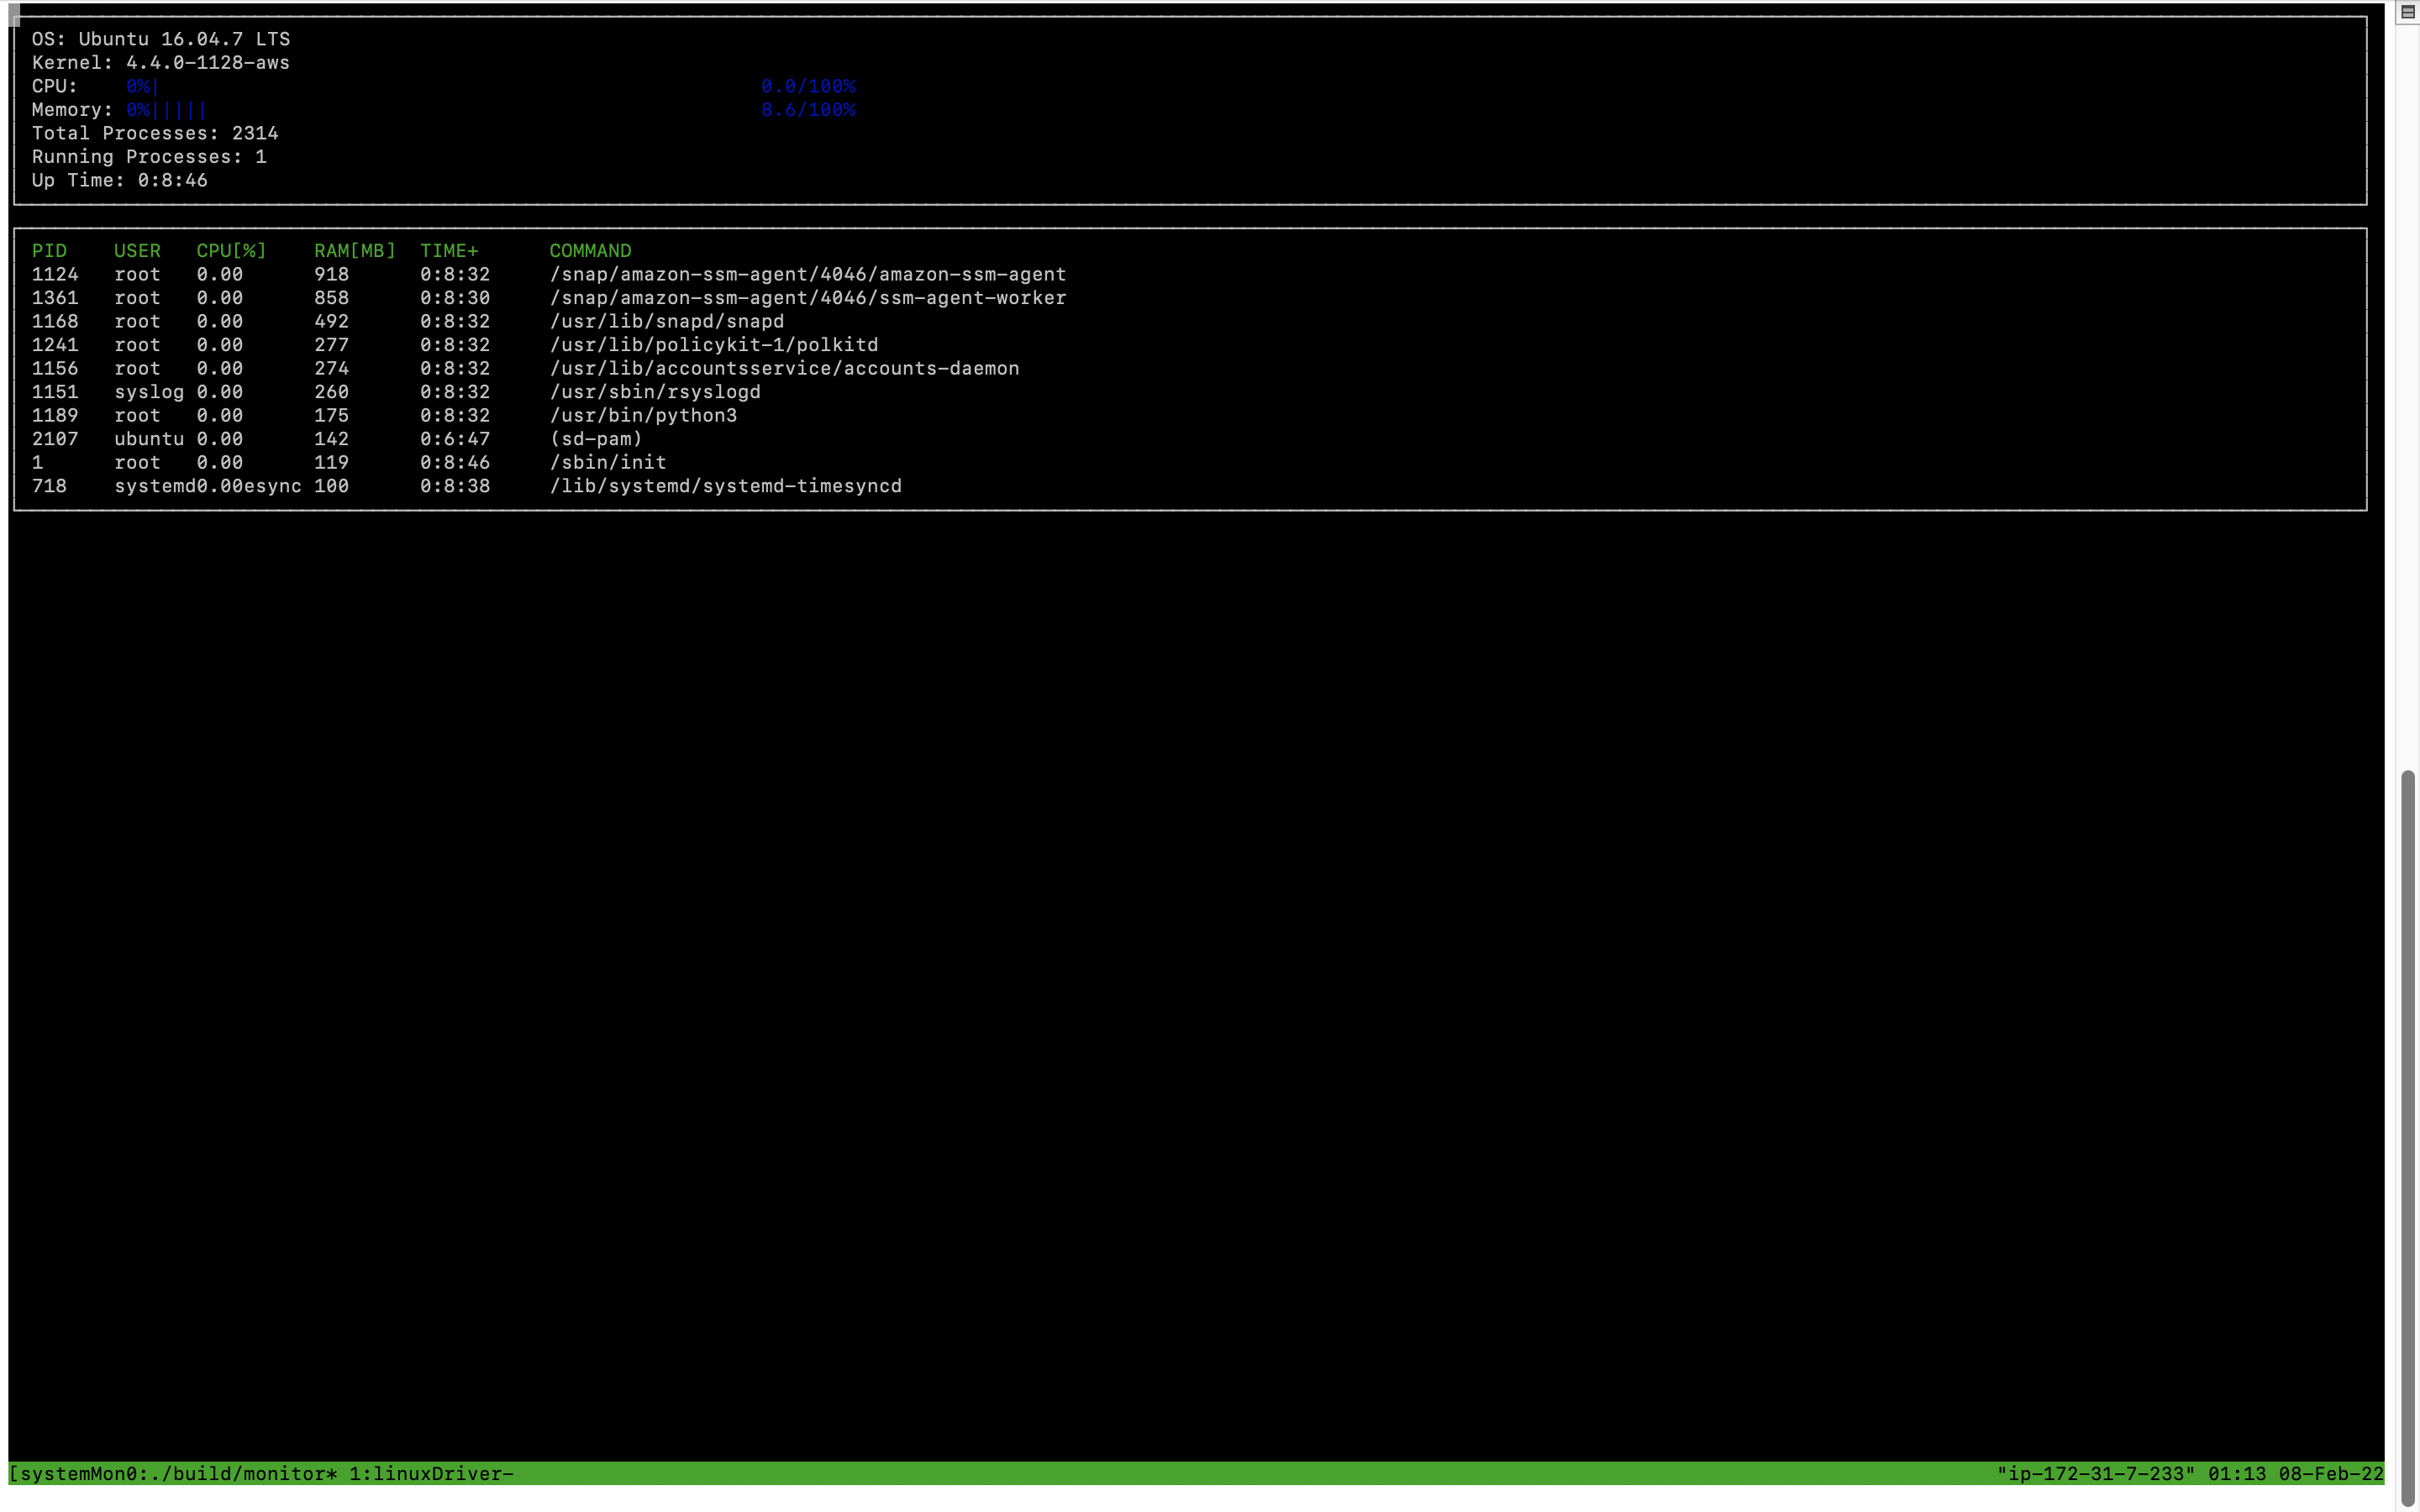 OS: Ubuntu 16.04.7 LTS
Kernel: 4.4.0-1128-aws
CPU: 0%| 0.0/100%
Memory: 0%||||| 8.6/100%
Total Processes: 2314
Running Processes: 1
Up Time: 0:8:46
PID USER CPU[%] RAM[MB] TIME+ COMMAND
1124 root 0.00 918 0:8:32 /snap/amazon-ssm-agent/4046/amazon-ssm-agent
1361 root 0.00 858 0:8:30 /snap/amazon-ssm-agent/4046/ssm-agent-worker
1168 root 0.00 492 0:8:32 /usr/lib/snapd/snapd
1241 root 0.00 277 0:8:32 /usr/lib/policykit-1/polkitd
1156 root 0.00 274 0:8:32 /usr/lib/accountsservice/accounts-daemon
1151 syslog 0.00 260 0:8:32 /usr/sbin/rsyslogd
1189 root 0.00 175 0:8:32 /usr/bin/python3
2107 ubuntu 0.00 142 0:6:47 (sd-pam)
1 root 0.00 119 0:8:46 /sbin/init
718 systemd0.00esync 100 0:8:38 /lib/systemd/systemd-timesyncd
[systemMon0:./build/monitor* 1:linuxDriver- "ip-172-31-7-233" 01:13 08-Feb-22